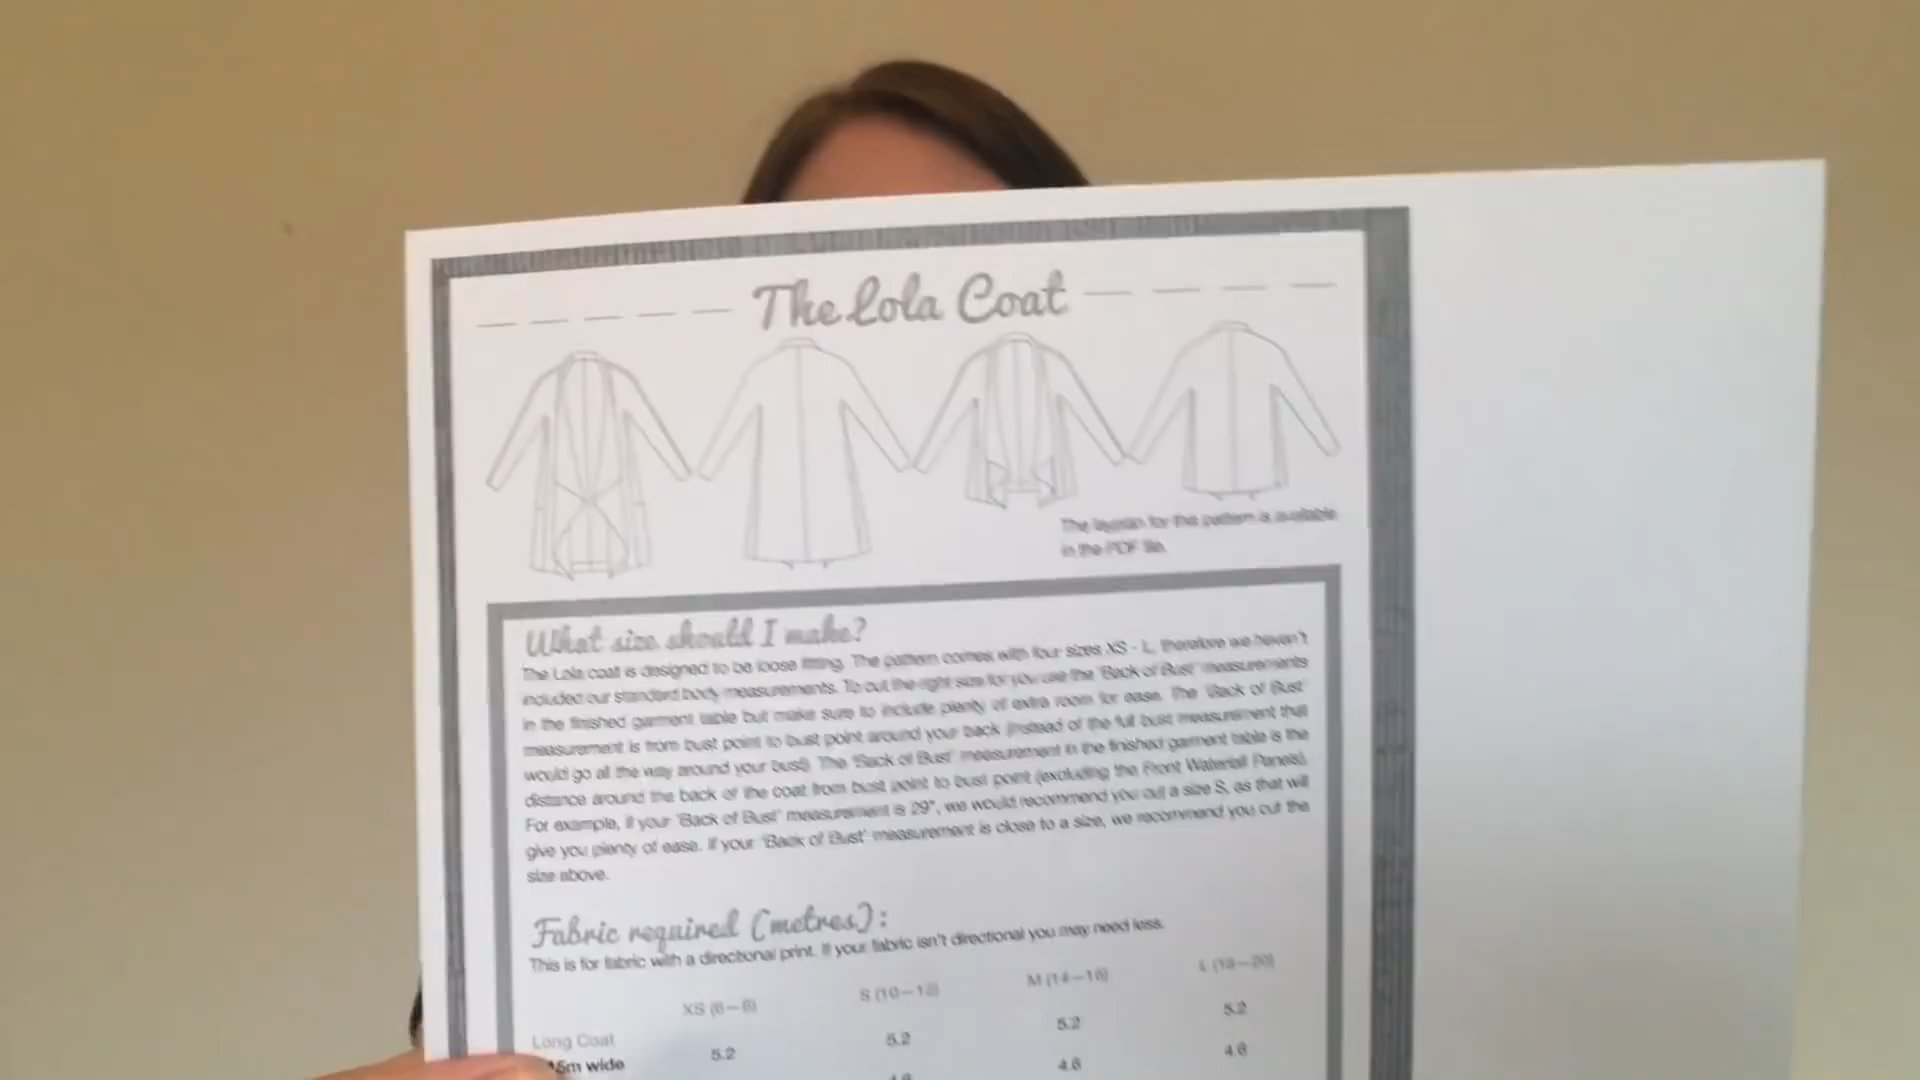 The Lola Coat
The layplan for this pattern is available
in the PDF file.
What size should I make?
The Lola coat is designed to be loose fitting. The pattern comes with four sizes XS - L, therefore we haven't
included our standard body measurements. To cut the right size for you use the 'Back of Bust' measurements
in the finished garment table but make sure to include plenty of extra room for ease. The 'Back of Bust'
measurement is from bust point to bust point around your back (instead of the full bust measurement that
would go all the way around your bust). The 'Back of Bust' measurement in the finished garment table is the
distance around the back of the coat from bust point to bust point (excluding the Front Waterfall Panels).
For example, if your 'Back of Bust' measurement is 29", we would recommend you cut a size S, as that will
give you plenty of ease. If your 'Back of Bust' measurement is close to a size, we recommend you cut the
size above.
Fabric required (metres):
This is for fabric with a directional print. If your fabric isn't directional you may need less.
XS S (10—12) M (14—16) L (18—20)
Long Coat
5m wide 5.2 5.2 5.2 5.2
4.6 4.6